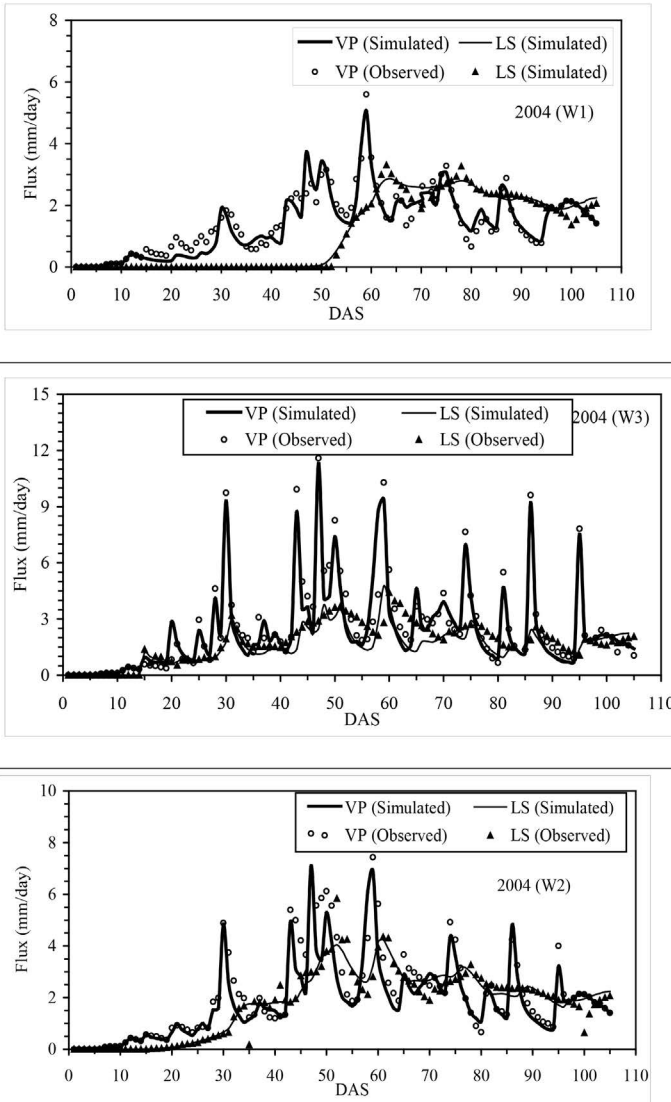 8
VP (Simulated) LS (Simulated)
VP (Observed) LS (Simulated)
6
2004 (W1)
Flux (mm/day)
4
2
0
0 10 20 30 40 50 60 70 80 90 100 110
DAS
15
VP (Simulated) LS (Simulated)
2004 (W3)
VP (Observed) LS (Observed)
12
Flux (mm/day)
9
6
3
0
0 10 20 30 40 50 60 70 80 90 100
DAS
10
VP (Simulated) LS (Simulated)
VP (Observed) LS (Observed)
8
2004 (W2)
Flux (mm/day)
6
4
2
0
0 10 20 30 40 50 60 70 80 90 100 110
DAS